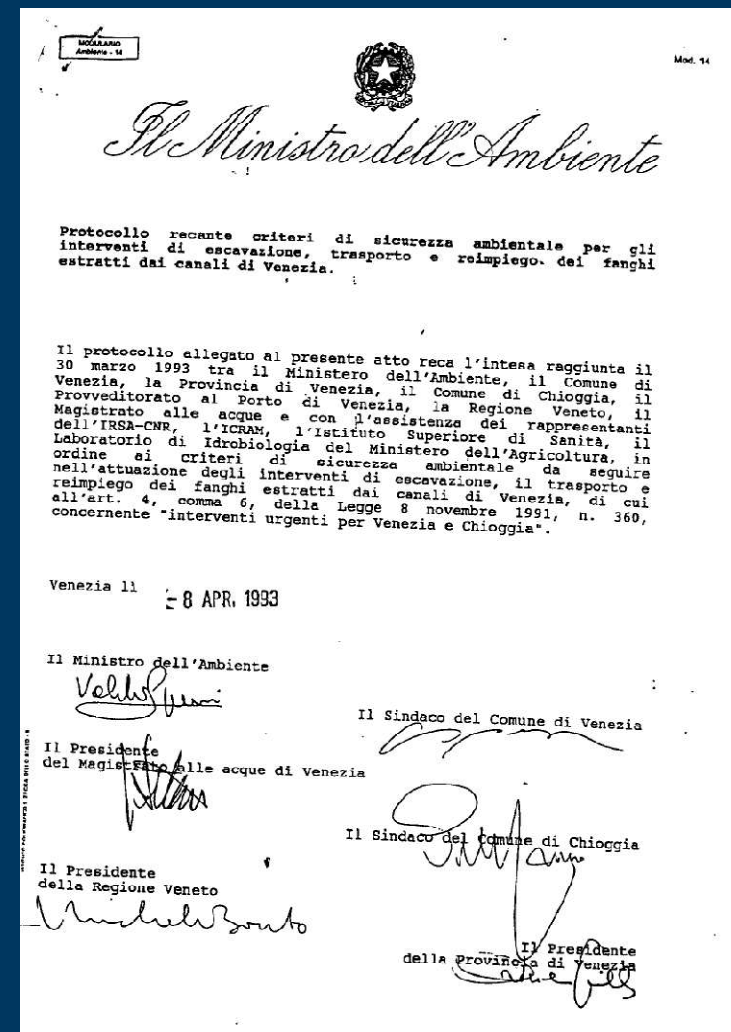 MODULARIO
Ambiente - 14
Mod. 14
Il Ministro dell'Ambiente
Protocollo recante criteri di sicurezza ambientale per gli
interventi di escavazione, trasporto e reimpiego dei fanghi
estratti dai canali di Venezia.
Il protocollo allegato al presente atto reca l'intesa raggiunta il
30 marzo 1993 tra il Ministero dell'Ambiente, il Comune di
Venezia, la Provincia di Venezia, il Comune di Chioggia, il
Provveditorato al Porto di Venezia, la Regione Veneto, il
Magistrato alle acque e con l'assistenza dei rappresentanti
dell'IRSA-CNR, l'ICRAM, l'Istituto Superiore di Sanità, il
Laboratorio di Idrobiologia del Ministero dell'Agricoltura, in
ordine ai criteri di sicurezza ambientale da seguire
nell'attuazione degli interventi di escavazione, il trasporto e
reimpiego dei fanghi estratti dai canali di Venezia, di cui
all'art. 4, comma 6, della Legge 8 novembre 1991, n. 360,
concernente "interventi urgenti per Venezia e Chioggia".
Venezia lì - 8 APR. 1993
Il Ministro dell'Ambiente
Il Sindaco del Comune di Venezia
Il Presidente
del Magistrato alle acque di Venezia
Il Sindaco del Comune di Chioggia
Il Presidente
della Regione Veneto
Il Presidente
della Provincia di Venezia